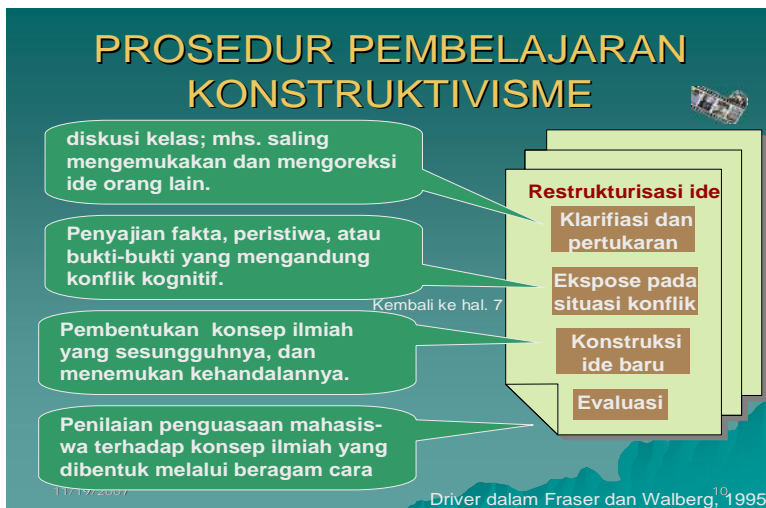 PROSEDUR PEMBELAJARAN
KONSTRUKTIVISME
diskusi kelas; mhs. saling
mengemukakan dan mengoreksi
ide orang lain.
Penyajian fakta, peristiwa, atau
bukti-bukti yang mengandung
konflik kognitif.
Kembali ke hal. 7
Pembentukan konsep ilmiah
yang sesungguhnya, dan
menemukan kehandalannya.
Penilaian penguasaan mahasis-
wa terhadap konsep ilmiah yang
dibentuk melalui beragam cara
Restrukturisasi ide
Klarifiasi dan
pertukaran
Ekspose pada
situasi konflik
Konstruksi
ide baru
Evaluasi
11/19/2007
10
Driver dalam Fraser dan Walberg, 1995